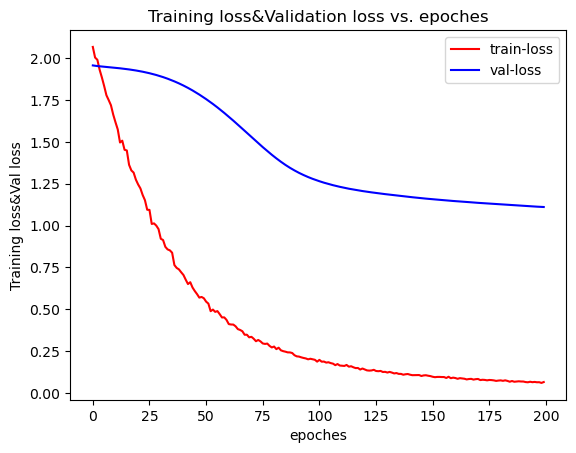 Training loss&Validation loss vs. epoches
train-loss
val-loss
Training loss&Val loss
2.00
1.75
1.50
1.25
1.00
0.75
0.50
0.25
0.00
0 25 50 75 100 125 150 175 200
epoches